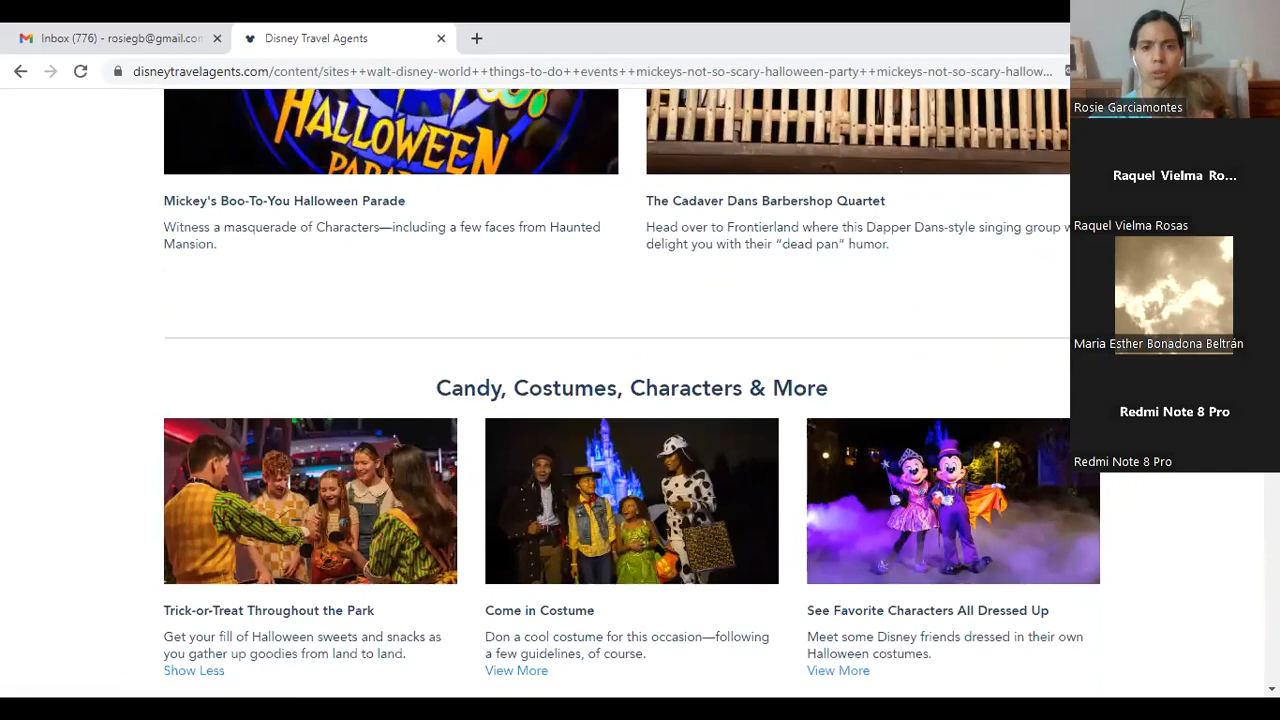 Inbox (776) - rosiegb@gmail.con
Disney Travel Agents
disneytravelagents.com/content/sites++walt-disney-world++things-to-do++events++mickeys-not-so-scary-halloween-party++mickeys-not-so-scary-hallow...
HALLOWEEN
Mickey's Boo-To-You Halloween Parade
Witness a masquerade of Characters—including a few faces from Haunted
Mansion.
The Cadaver Dans Barbershop Quartet
Head over to Frontierland where this Dapper Dans-style singing group
delight you with their “dead pan” humor.
Candy, Costumes, Characters & More
Trick-or-Treat Throughout the Park
Get your fill of Halloween sweets and snacks as
you gather up goodies from land to land.
Show Less
Come in Costume
Don a cool costume for this occasion—following
a few guidelines, of course.
View More
See Favorite Characters All Dressed Up
Meet some Disney friends dressed in their own
Halloween costumes.
View More
Rosie Garciamontes
Raquel Vielma Ro...
Raquel Vielma Rosas
Maria Esther Bonadona Beltrán
Redmi Note 8 Pro
Redmi Note 8 Pro